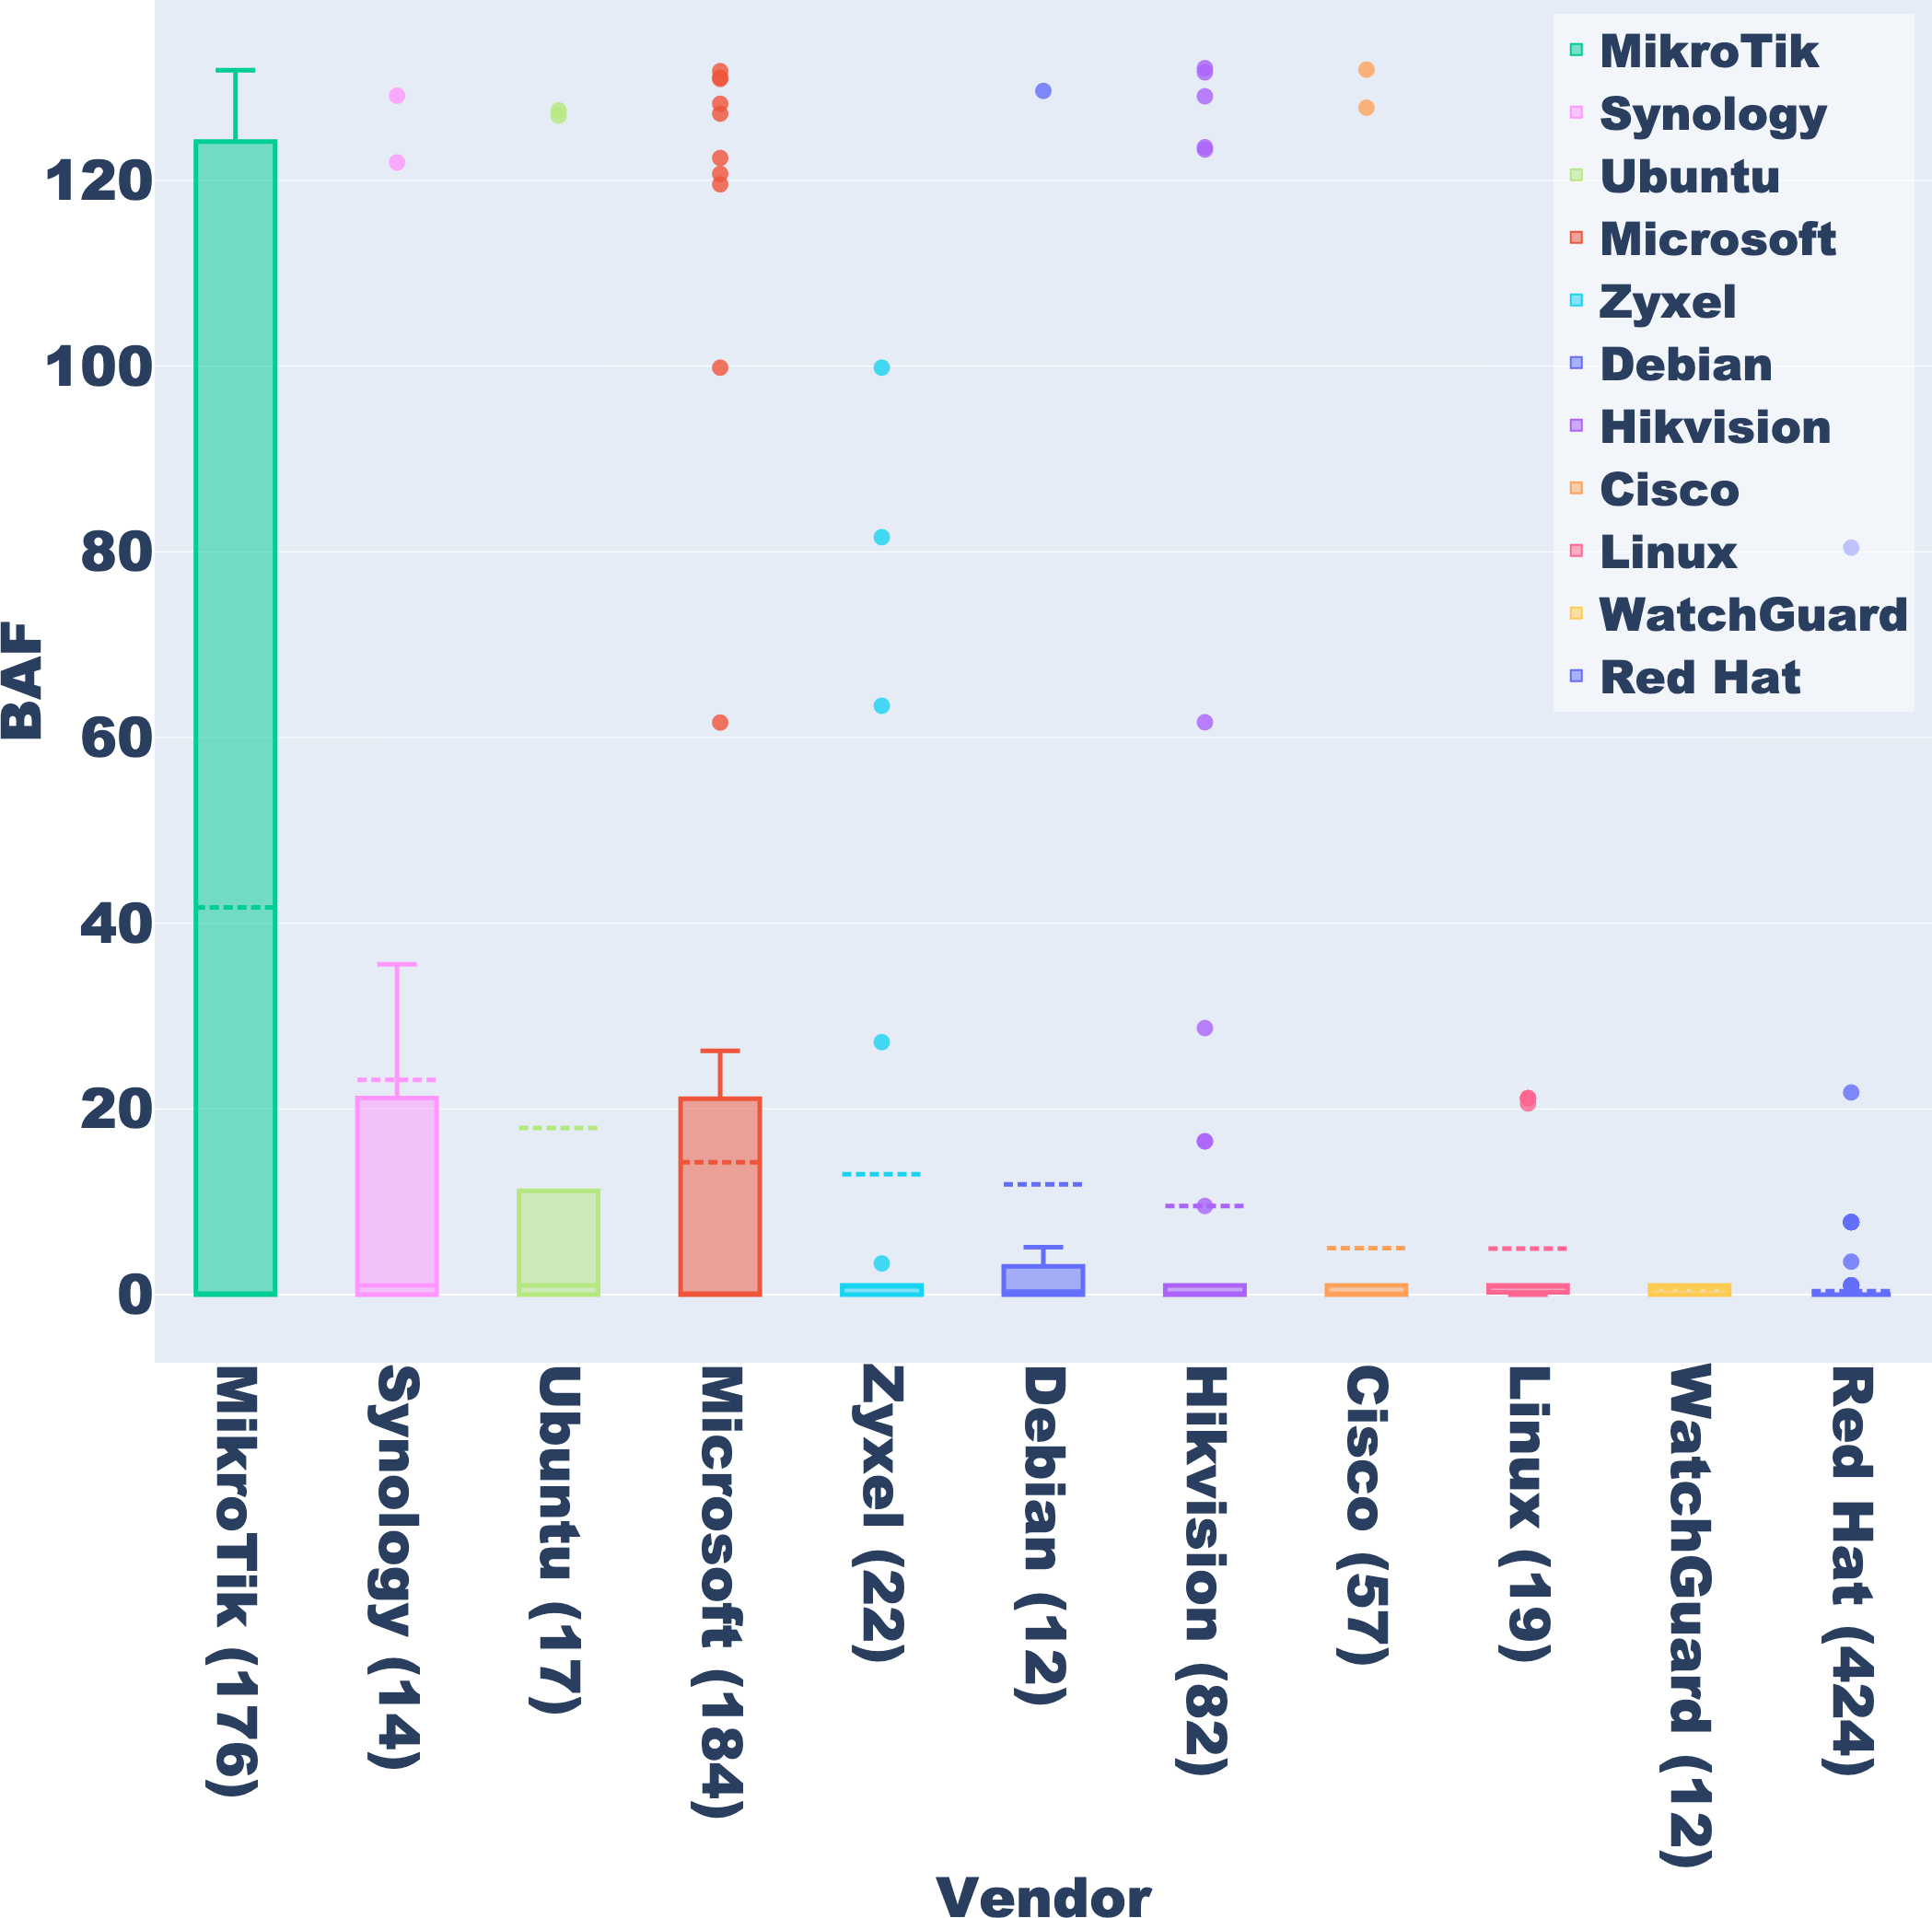 BAF
120
100
80
60
40
20
0
MikroTik
Synology
Ubuntu
Microsoft
Zyxel
Debian
Hikvision
Cisco
Linux
WatchGuard
Red Hat
MikroTik (176)
Synology (14)
Ubuntu (17)
Microsoft (184)
Zyxel (22)
Debian (12)
Hikvision (82)
Cisco (57)
Linux (19)
WatchGuard (12)
Red Hat (424)
Vendor